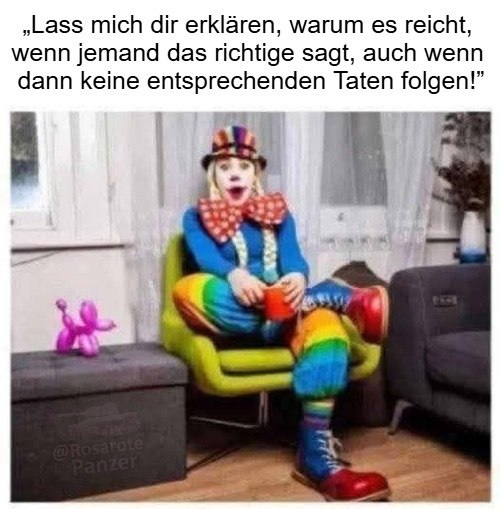 „Lass mich dir erklären, warum es reicht,
wenn jemand das richtige sagt, auch wenn
dann keine entsprechenden Taten folgen!”
@Rosarote
Panzer